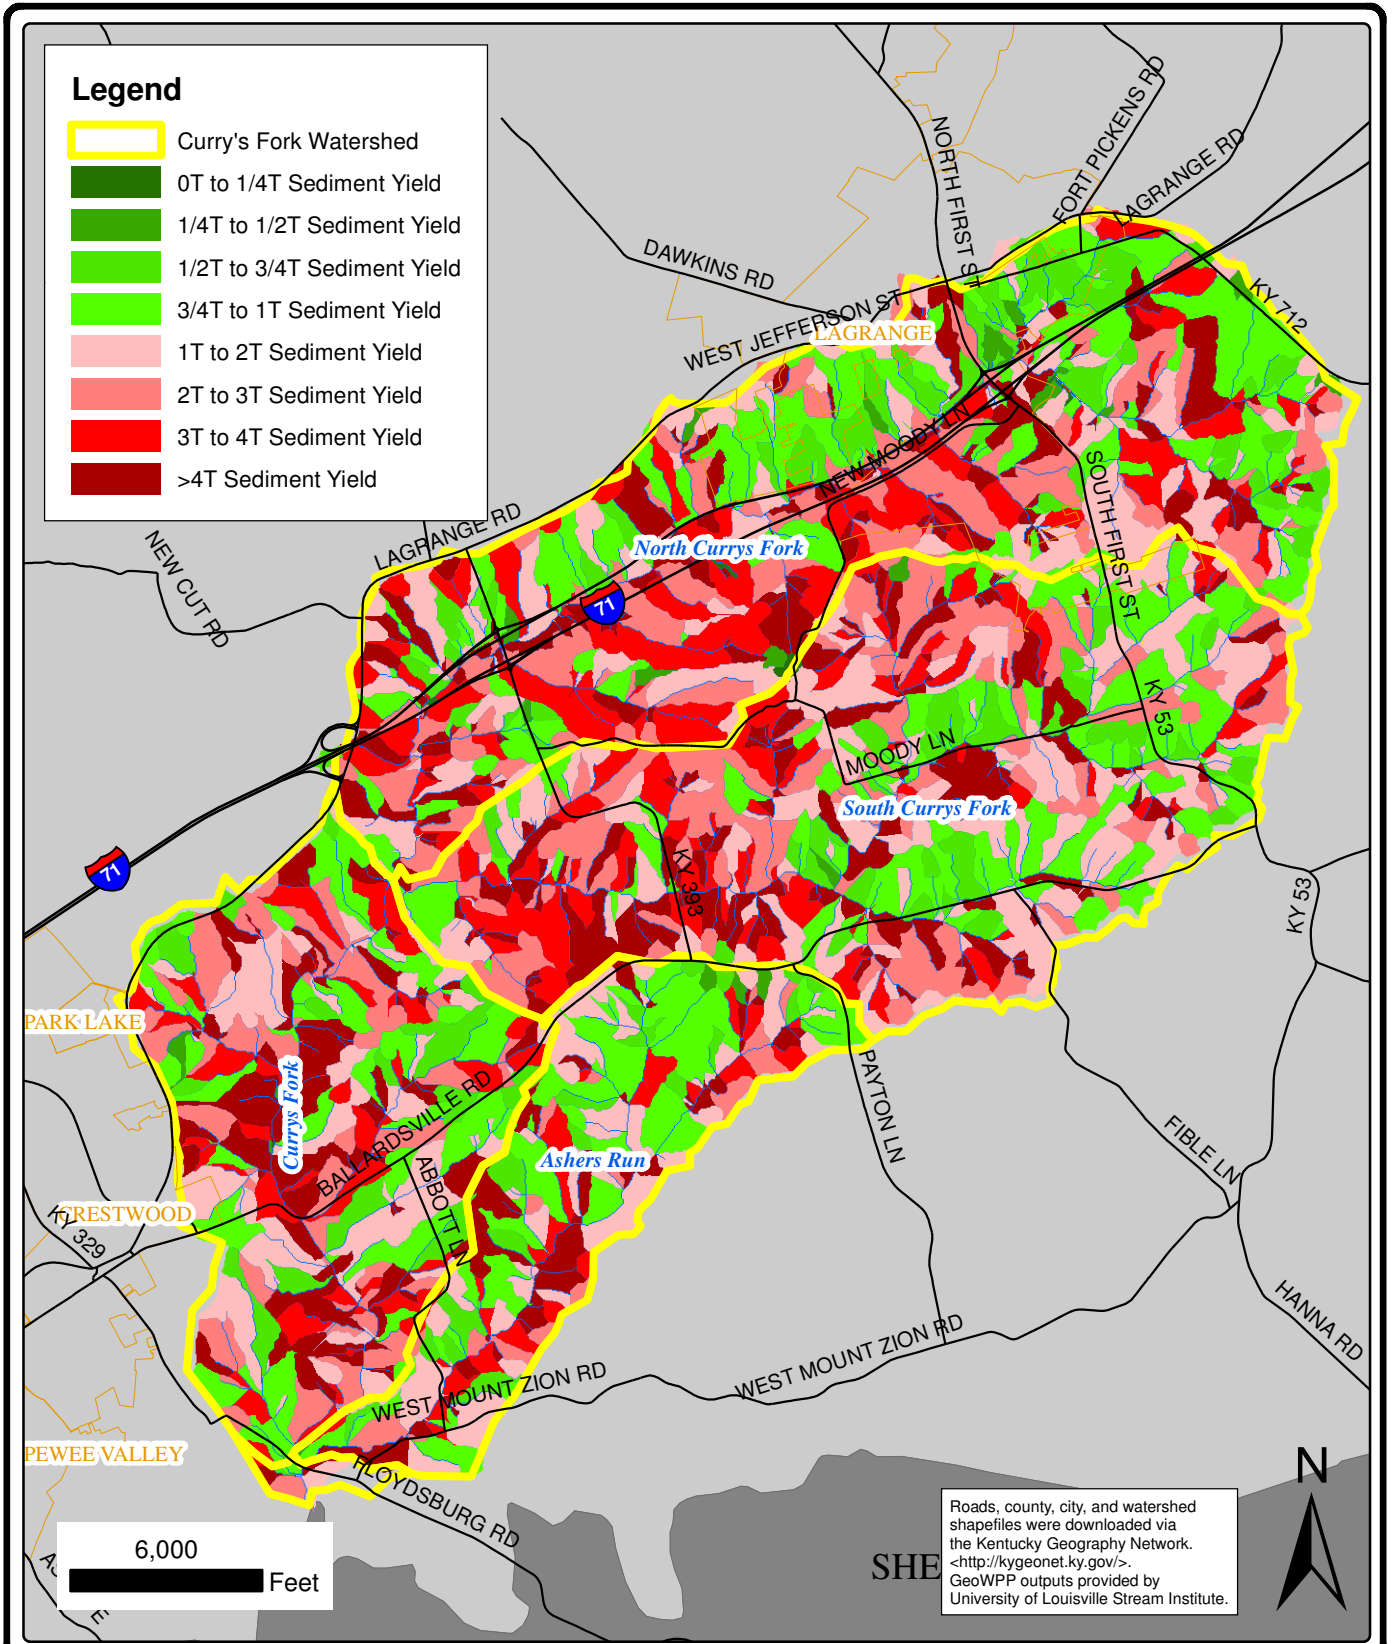 Legend
Curry's Fork Watershed
0T to 1/4T Sediment Yield
1/4T to 1/2T Sediment Yield
1/2T to 3/4T Sediment Yield
3/4T to 1T Sediment Yield
1T to 2T Sediment Yield
2T to 3T Sediment Yield
3T to 4T Sediment Yield
>4T Sediment Yield
NORTH FIRST ST
FORT PICKENS RD
LAGRANGE RD
DAWKINS RD
KY 712
WEST JEFFERSON ST
LAGRANGE
NEW MOODY LN
SOUTH FIRST ST
LAGRANGE RD
NEW CUT RD
North Currys Fork
71
KY 53
MOODY LN
South Currys Fork
71
KY 393
KY 53
PARK LAKE
Currys Fork
BALLARDSVILLE RD
PAYTON LN
Ashers Run
ABBOTT LN
FIBLE LN
CRESTWOOD
KY 329
HANNA RD
WEST MOUNT ZION RD
WEST MOUNT ZION RD
PEWEE VALLEY
FLOYDSBURG RD
N
6,000
Feet
SHE
Roads, county, city, and watershed
shapefiles were downloaded via
the Kentucky Geography Network.
<http://kygeonet.ky.gov/>.
GeoWPP outputs provided by
University of Louisville Stream Institute.